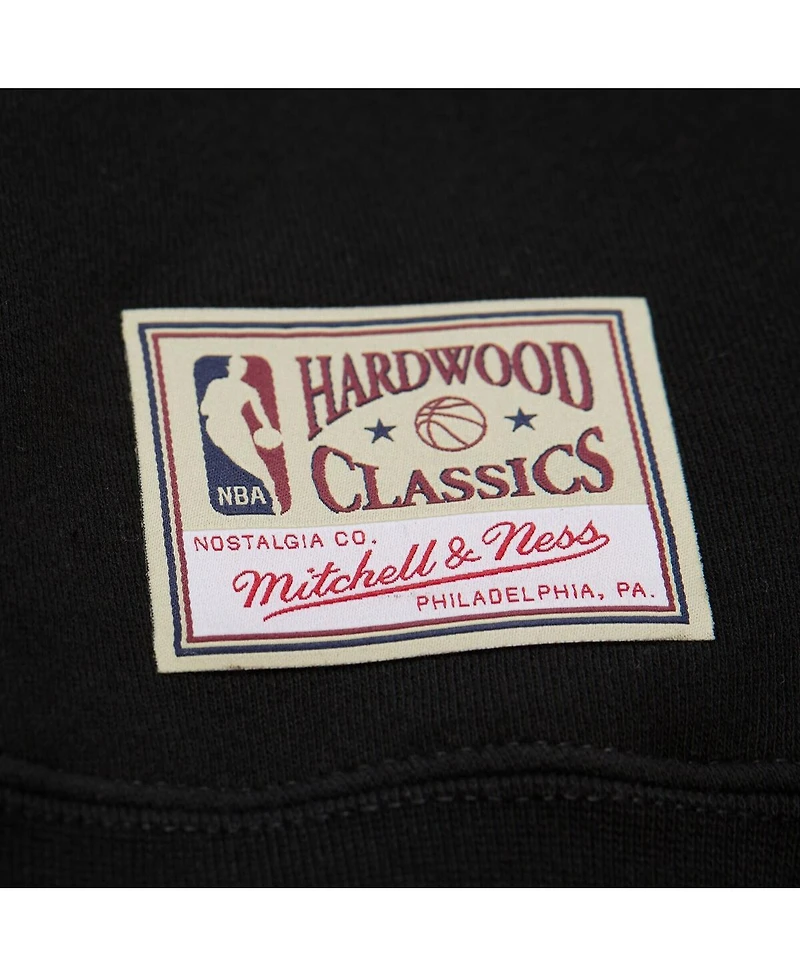 NBA
HARDWOOD
CLASSICS
NOSTALGIA CO.
Mitchell & Ness
PHILADELPHIA, PA.